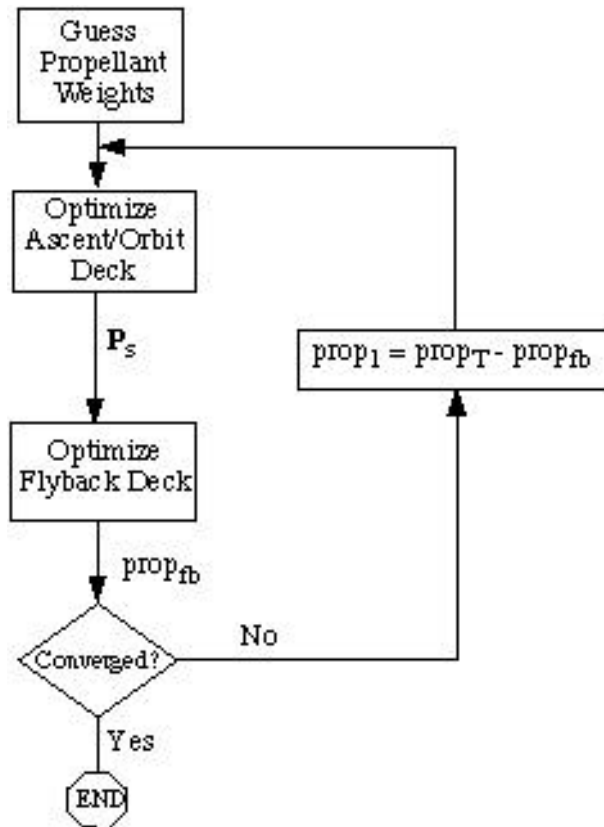 Guess
Propellant
Weights
Optimize
Ascent/Orbit
Deck
Ps
prop1 = propT - propfb
Optimize
Flyback Deck
propfb
Converged?
No
Yes
END